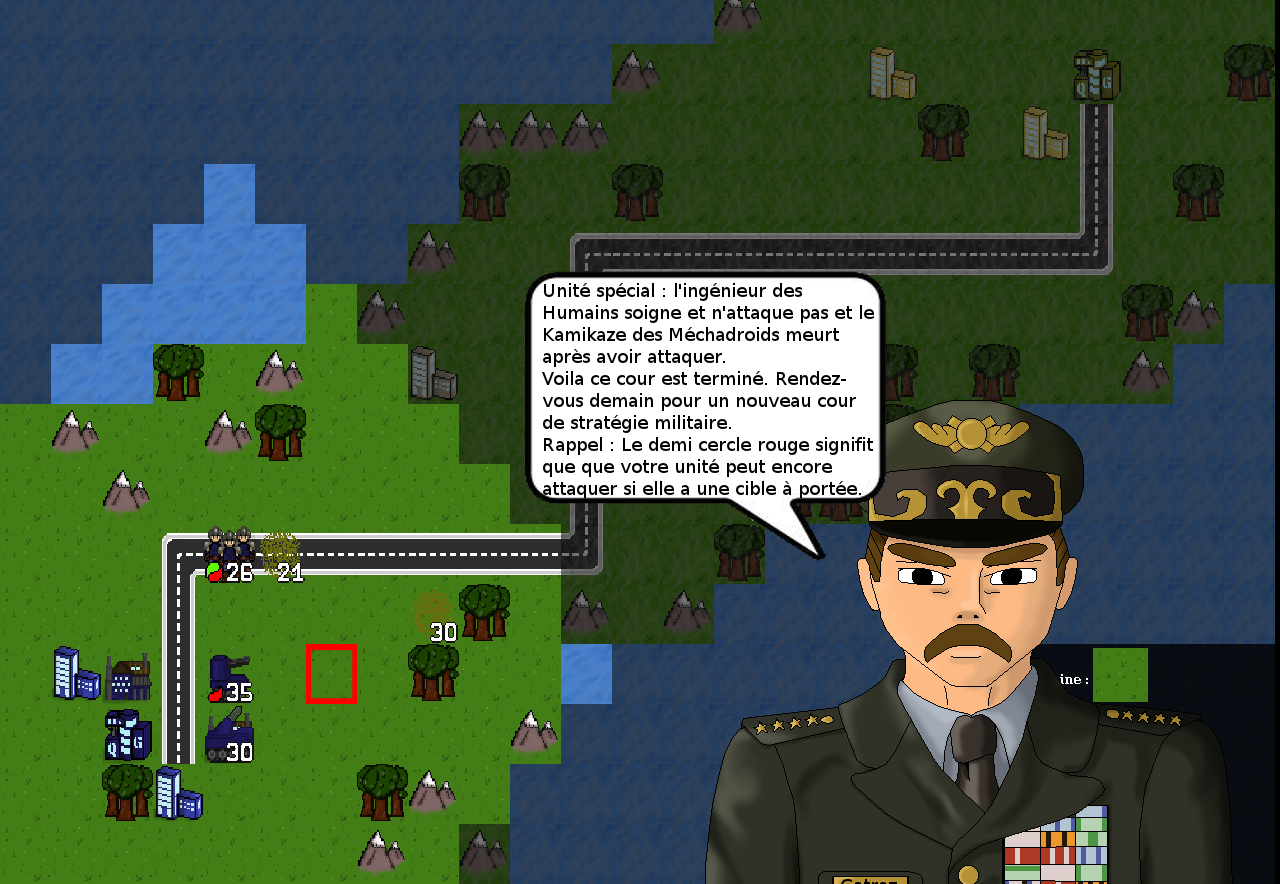 Unité spécial : l'ingénieur des
Humains soigne et n'attaque pas et le
Kamikaze des Méchadroids meurt
après avoir attaquer.
Voila ce cour est terminé. Rendez-
vous demain pour un nouveau cour
de stratégie militaire.
Rappel : Le demi cercle rouge signifit
que que votre unité peut encore
attaquer si elle a une cible à portée.
26
21
30
35
ine :
30